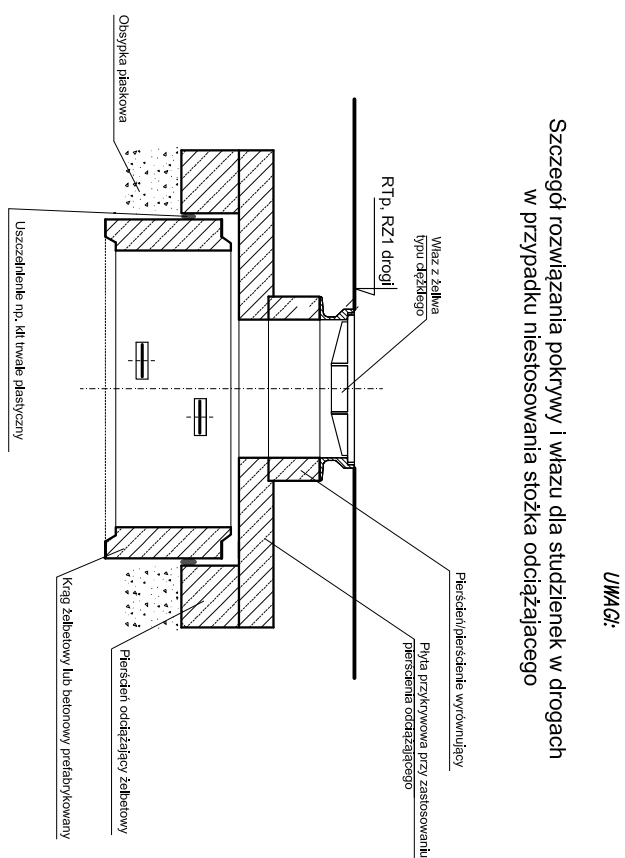 UWAGI:
Szczegół rozwiązania pokrywy i włazu dla studzienek w drogach
w przypadku niestosowania stożka odciążajacego
Właz z żeliwa
typu ciężkiego
RTp, RZ1 drogi
Obsypka piaskowa
Uszczelnienie np. kit trwale plastyczny
Pierścień/pierścienie wyrównujący
Płyta przykrywowa przy zastosowaniu
pierścienia odciążającego
Pierścień odciążający żelbetowy
Krąg żelbetowy lub betonowy prefabrykowany